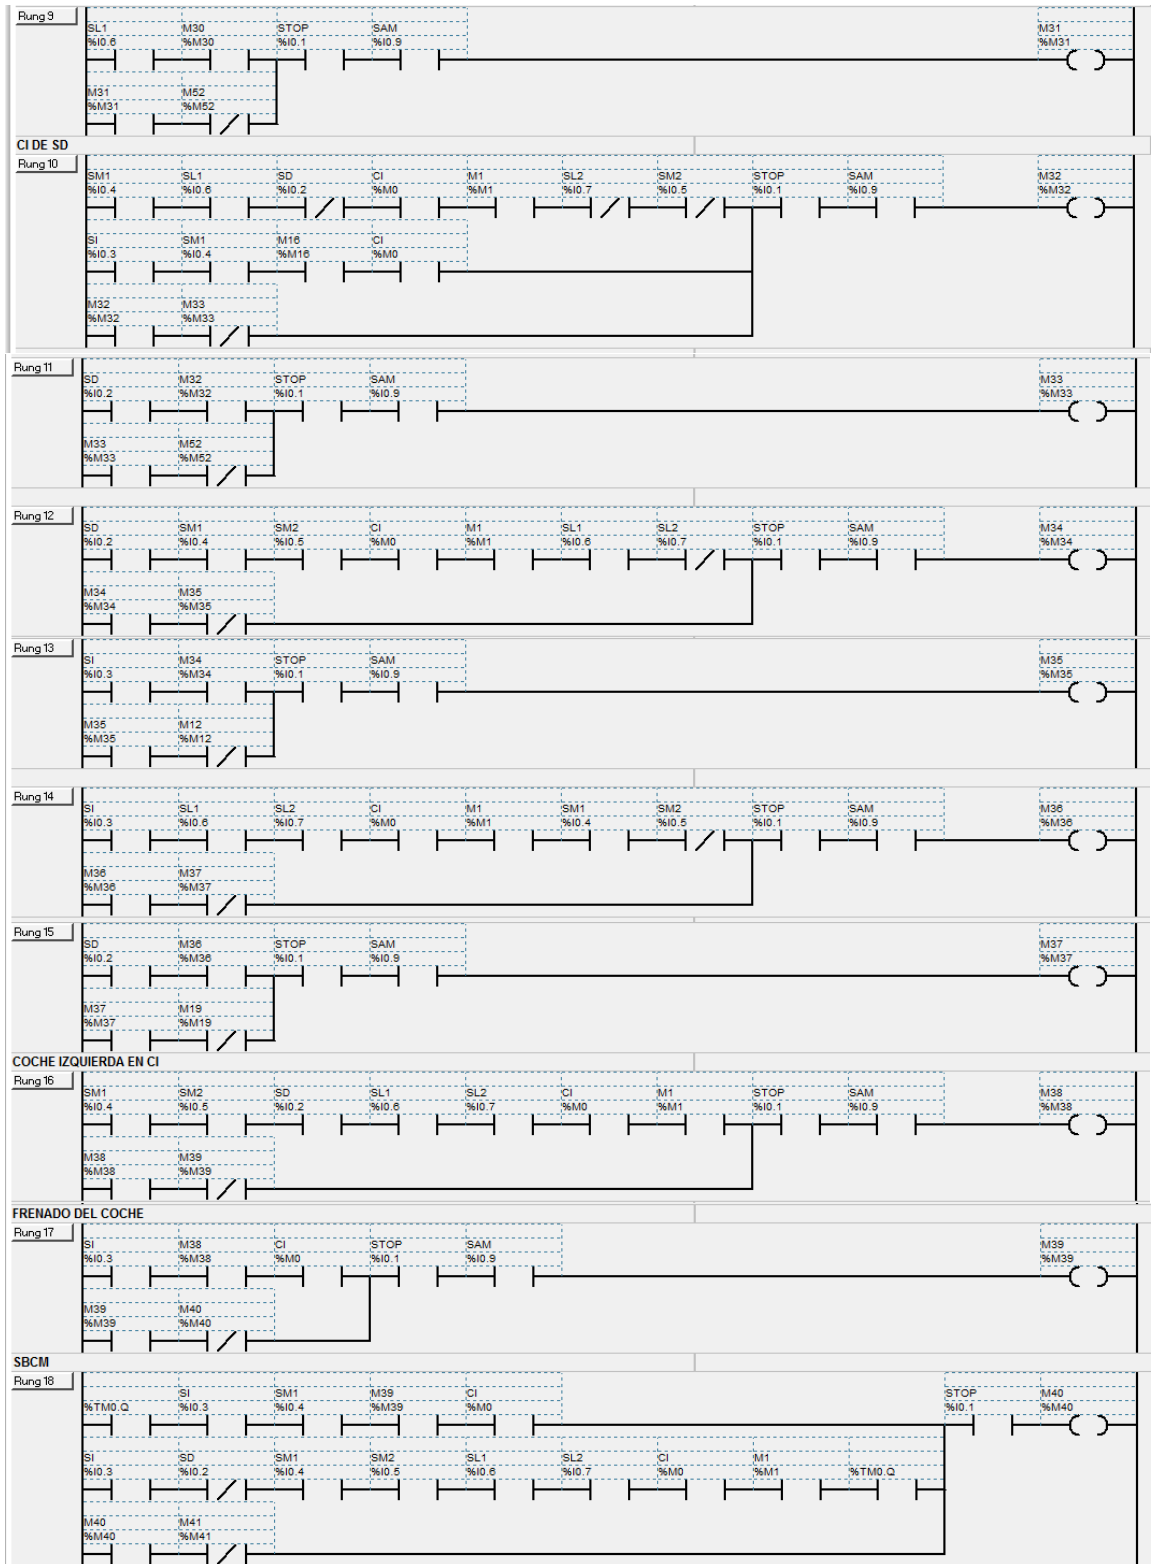 Rung 9
SL1 M30 STOP SAM M31
%I0.6 %M30 %I0.1 %I0.9 %M31
M31 M52
%M31 %M52
CI DE SD
Rung 10
SM1 SL1 SD CI M1 SL2 SM2 STOP SAM M32
%I0.4 %I0.6 %I0.2 %M0 %M1 %I0.7 %I0.5 %I0.1 %I0.9 %M32
SI SM1 M16 CI
%I0.3 %I0.4 %M16 %M0
M32 M33
%M32 %M33
Rung 11
SD M32 STOP SAM M33
%I0.2 %M32 %I0.1 %I0.9 %M33
M33 M52
%M33 %M52
Rung 12
SD SM1 SM2 CI M1 SL1 SL2 STOP SAM M34
%I0.2 %I0.4 %I0.5 %M0 %M1 %I0.6 %I0.7 %I0.1 %I0.9 %M34
M34 M35
%M34 %M35
Rung 13
SI M34 STOP SAM M35
%I0.3 %M34 %I0.1 %I0.9 %M35
M35 M12
%M35 %M12
Rung 14
SI SL1 SL2 CI M1 SM1 SM2 STOP SAM M36
%I0.3 %I0.6 %I0.7 %M0 %M1 %I0.4 %I0.5 %I0.1 %I0.9 %M36
M36 M37
%M36 %M37
Rung 15
SD M36 STOP SAM M37
%I0.2 %M36 %I0.1 %I0.9 %M37
M37 M19
%M37 %M19
COCHE IZQUIERDA EN CI
Rung 16
SM1 SM2 SD SL1 SL2 CI M1 STOP SAM M38
%I0.4 %I0.5 %I0.2 %I0.6 %I0.7 %M0 %M1 %I0.1 %I0.9 %M38
M38 M39
%M38 %M39
FRENADO DEL COCHE
Rung 17
SI M38 CI STOP SAM M39
%I0.3 %M38 %M0 %I0.1 %I0.9 %M39
M39 M40
%M39 %M40
SBCM
Rung 18
SI SM1 M39 CI STOP M40
%TM0.Q %I0.3 %I0.4 %M39 %M0 %I0.1 %M40
SI SD SM1 SM2 SL1 SL2 CI M1
%I0.3 %I0.2 %I0.4 %I0.5 %I0.6 %I0.7 %M0 %M1 %TM0.Q
M40 M41
%M40 %M41